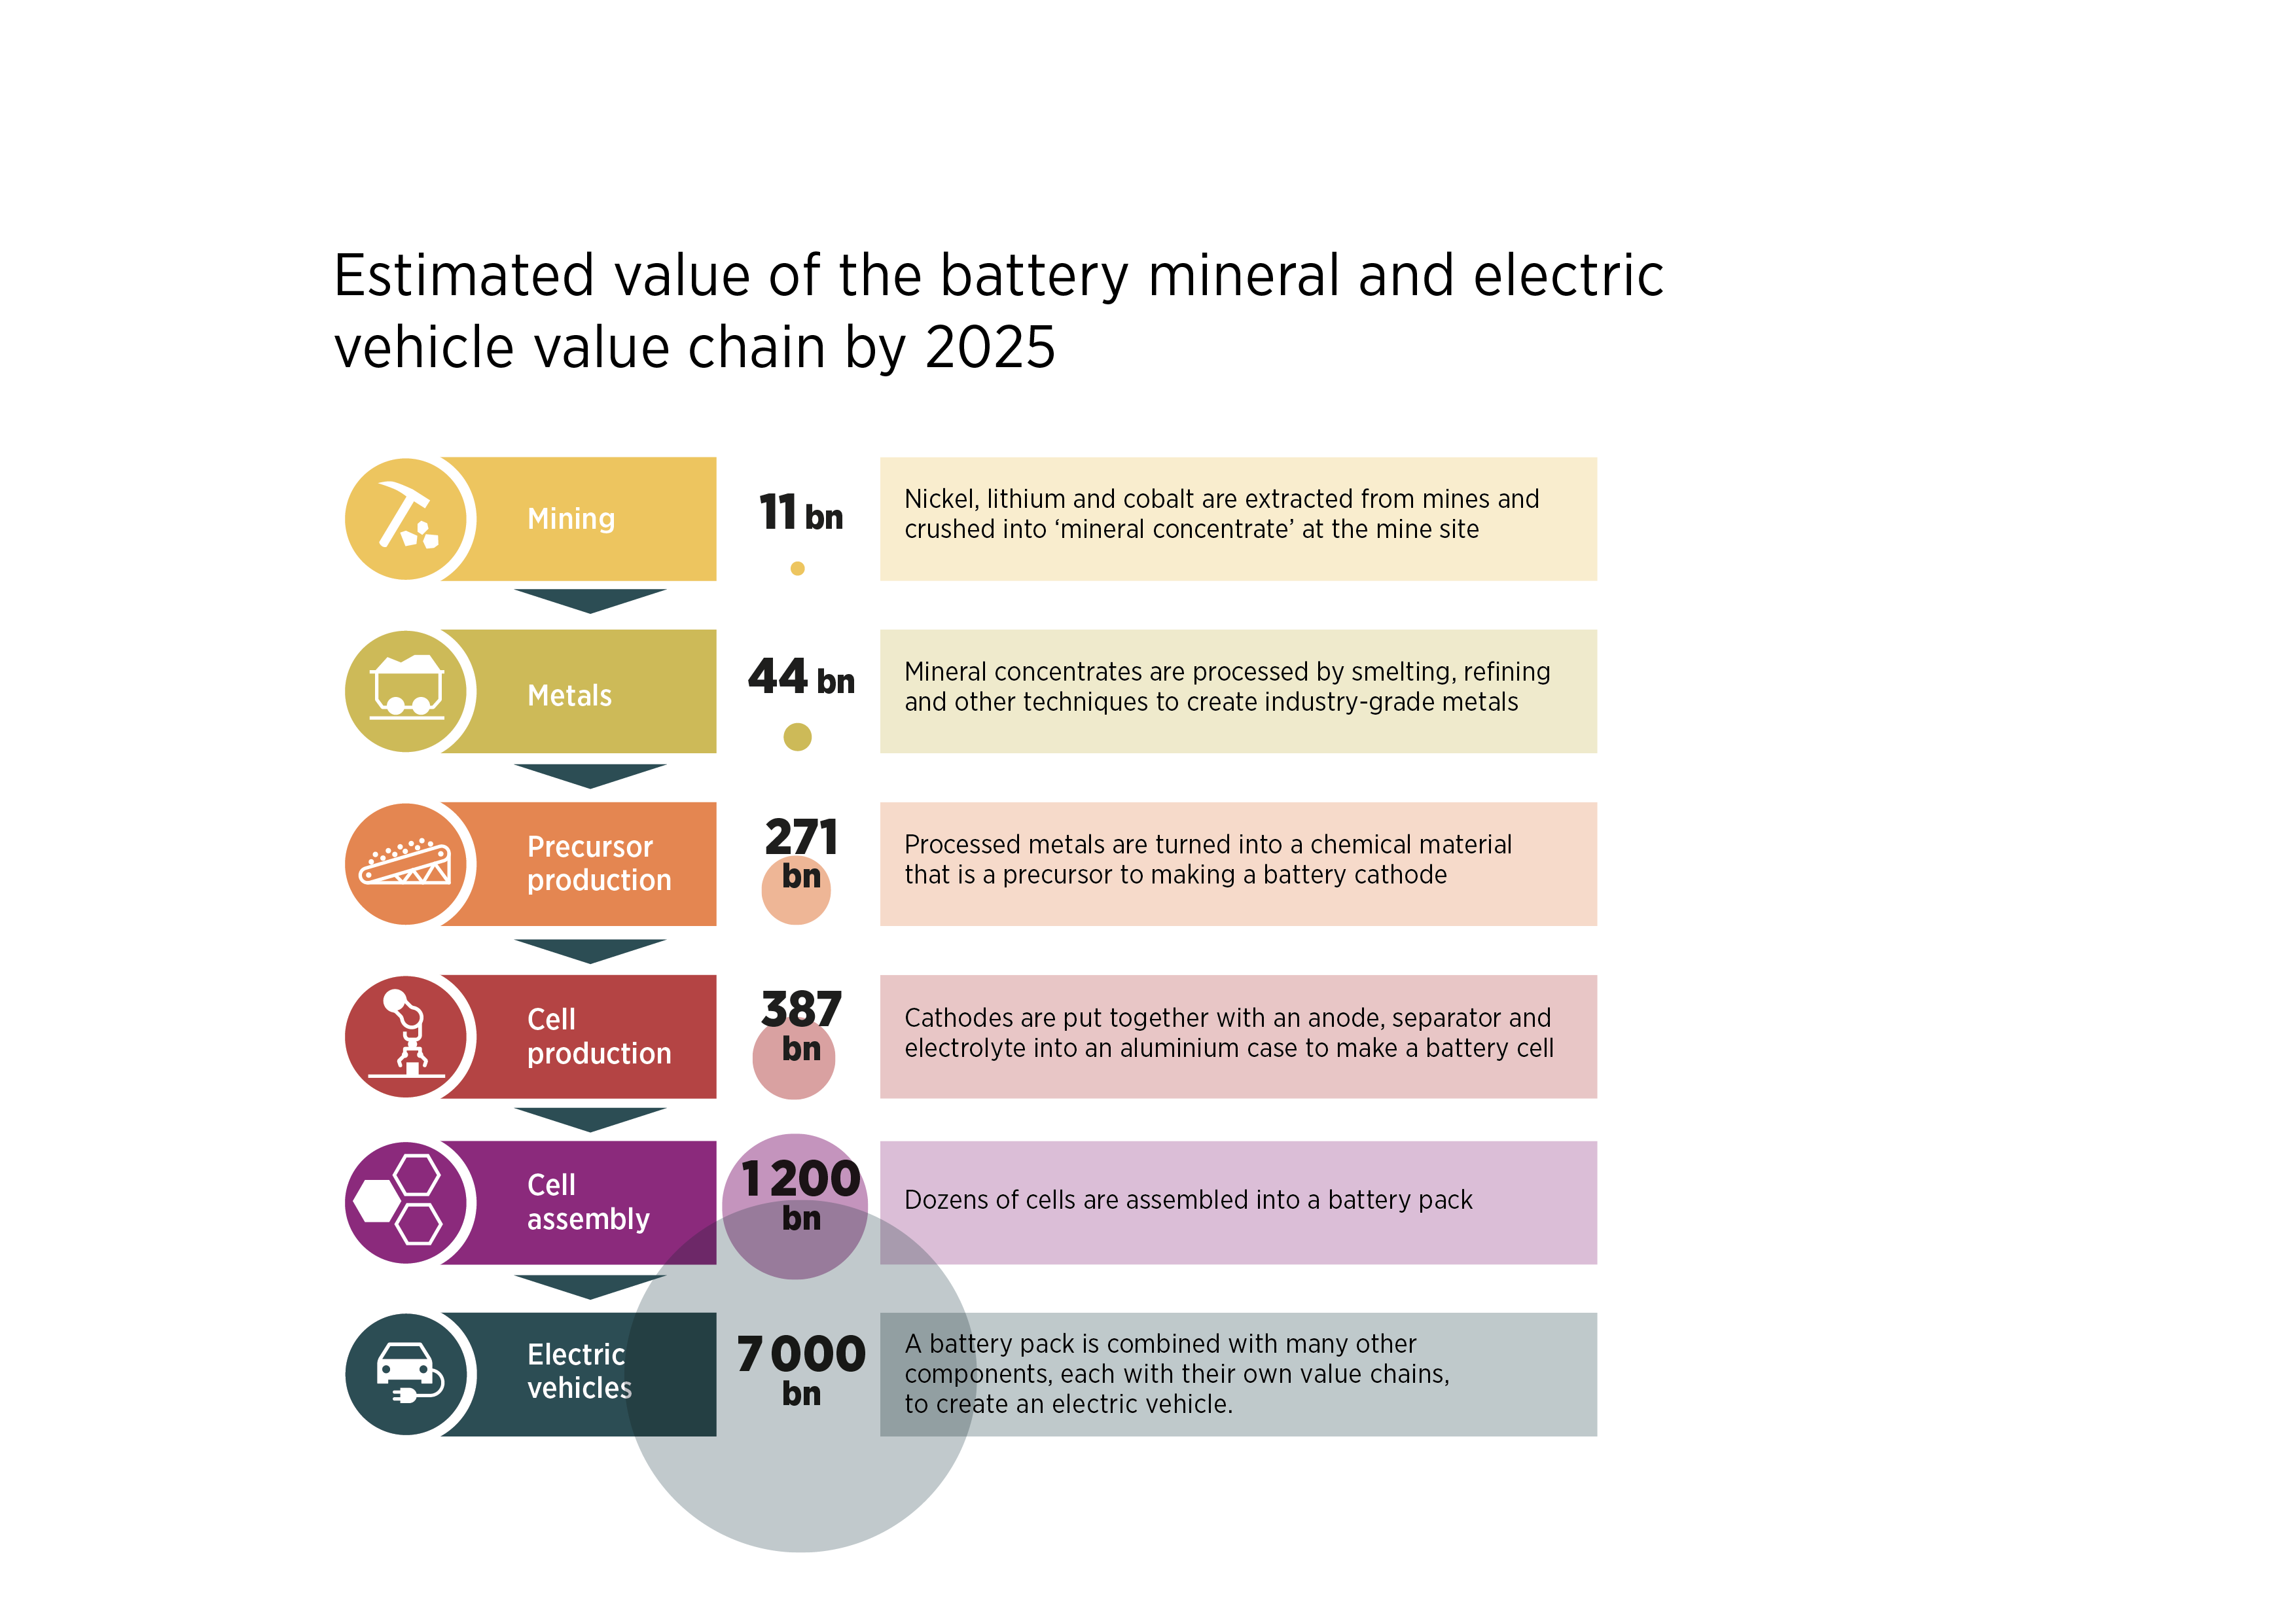 Estimated value of the battery mineral and electric
vehicle value chain by 2025
Mining
11 bn
Nickel, lithium and cobalt are extracted from mines and
crushed into ‘mineral concentrate’ at the mine site
Metals
44 bn
Mineral concentrates are processed by smelting, refining
and other techniques to create industry-grade metals
Precursor
production
271
bn
Processed metals are turned into a chemical material
that is a precursor to making a battery cathode
Cell
production
387
bn
Cathodes are put together with an anode, separator and
electrolyte into an aluminium case to make a battery cell
Cell
assembly
1 200
bn
Dozens of cells are assembled into a battery pack
Electric
vehicles
7 000
bn
A battery pack is combined with many other
components, each with their own value chains,
to create an electric vehicle.